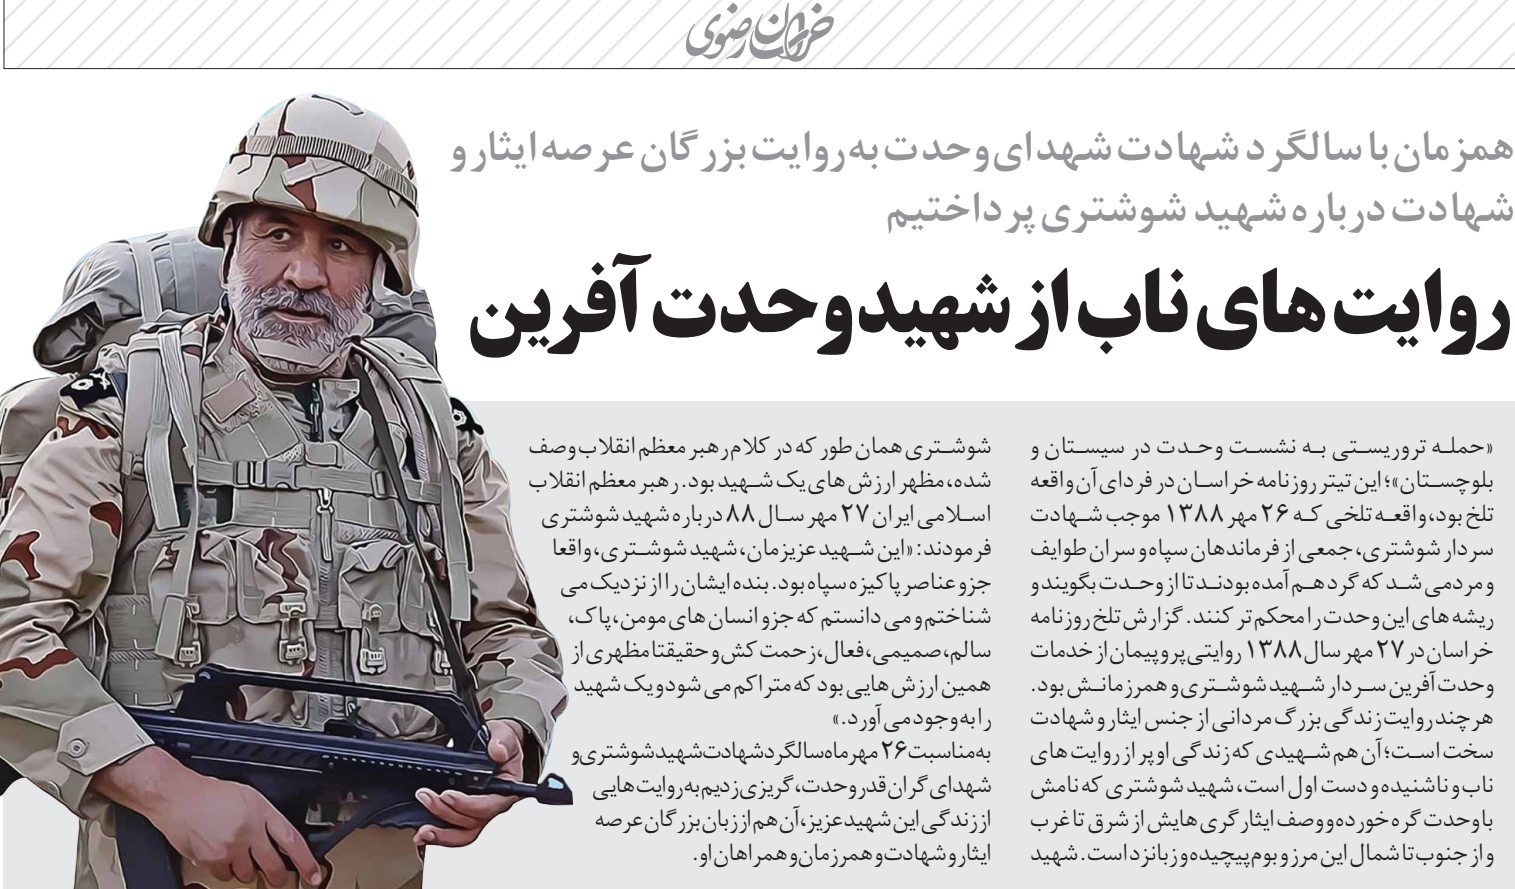 خراسان رضوی
همزمان با سالگرد شهادت شهدای وحدت به روایت بزرگان عرصه ایثار و
شهادت درباره شهید شوشتری پرداختیم
روایت های ناب از شهید وحدت آفرین
«حمله تروریستی به نشست وحدت در سیستان و
بلوچستان»؛ این تیتر روزنامه خراسان در فردای آن واقعه
تلخ بود، واقعه تلخی که ۲۶ مهر ۱۳۸۸ موجب شهادت
سردار شوشتری، جمعی از فرماندهان سپاه و سران طوایف
و مردمی شد که گرد هم آمده بودند تا از وحدت بگویند و
ریشه های این وحدت را محکم تر کنند. گزارش تلخ روزنامه
خراسان در ۲۷ مهر سال ۱۳۸۸ روایتی پر و پیمان از خدمات
وحدت آفرین سردار شهید شوشتری و همرزمانش بود.
هر چند روایت زندگی بزرگ مردانی از جنس ایثار و شهادت
سخت است؛ آن هم شهیدی که زندگی او پر از روایت های
ناب و ناشنیده و دست اول است، شهید شوشتری که نامش
با وحدت گره خورده و وصف ایثارگری هایش از شرق تا غرب
و از جنوب تا شمال این مرز و بوم پیچیده و زبانزد است. شهید
شوشتری همان طور که در کلام رهبر معظم انقلاب وصف
شده، مظهر ارزش های یک شهید بود. رهبر معظم انقلاب
اسلامی ایران ۲۷ مهر سال ۸۸ درباره شهید شوشتری
فرمودند: «این شهید عزیزمان، شهید شوشتری، واقعا
جزو عناصر پاکیزه سپاه بود. بنده ایشان را از نزدیک می
شناختم و می دانستم که جزو انسان های مومن، پاک،
سالم، صمیمی، فعال، زحمت کش و حقیقتا مظهری از
همین ارزش هایی بود که متراکم می شود و یک شهید
را به وجود می آورد.»
به مناسبت ۲۶ مهرماه سالگرد شهادت شهید شوشتری و
شهدای گران قدر وحدت، گریزی زدیم به روایت هایی
از زندگی این شهید عزیز، آن هم از زبان بزرگان عرصه
ایثار و شهادت و همرزمان و همراهان او.